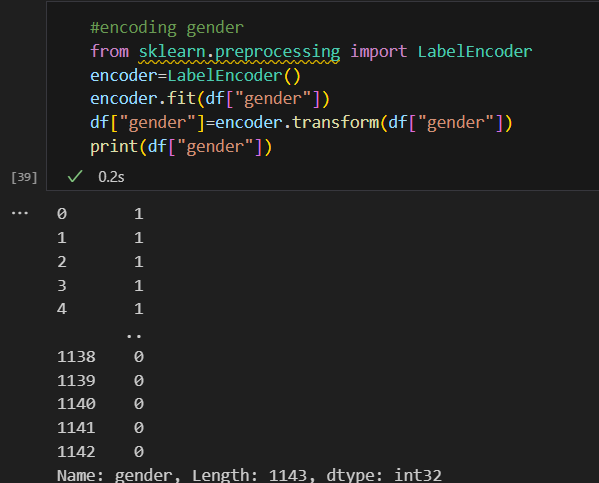 #encoding gender
from sklearn.preprocessing import LabelEncoder
encoder=LabelEncoder()
encoder.fit(df["gender"])
df["gender"]=encoder.transform(df["gender"])
print(df["gender"])
[39] ✓ 0.2s
... 0 1
1 1
2 1
3 1
4 1
..
1138 0
1139 0
1140 0
1141 0
1142 0
Name: gender, Length: 1143, dtype: int32